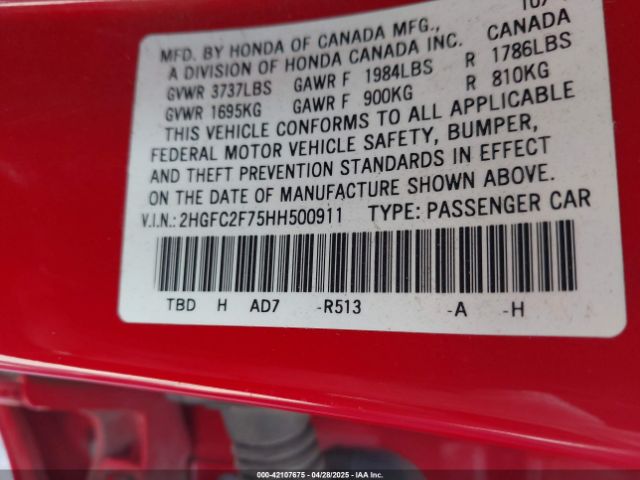 MFD. BY HONDA OF CANADA MFG.,
A DIVISION OF HONDA CANADA INC. CANADA
GVWR 3737LBS GAWR F 1984LBS R 1786LBS
GVWR 1695KG GAWR F 900KG R 810KG
THIS VEHICLE CONFORMS TO ALL APPLICABLE
FEDERAL MOTOR VEHICLE SAFETY, BUMPER,
AND THEFT PREVENTION STANDARDS IN EFFECT
ON THE DATE OF MANUFACTURE SHOWN ABOVE.
V.I.N.: 2HGFC2F75HH500911 TYPE: PASSENGER CAR
TBD H AD7 -R513 -A -H
000-42107675 - 04/28/2025 - IAA Inc.